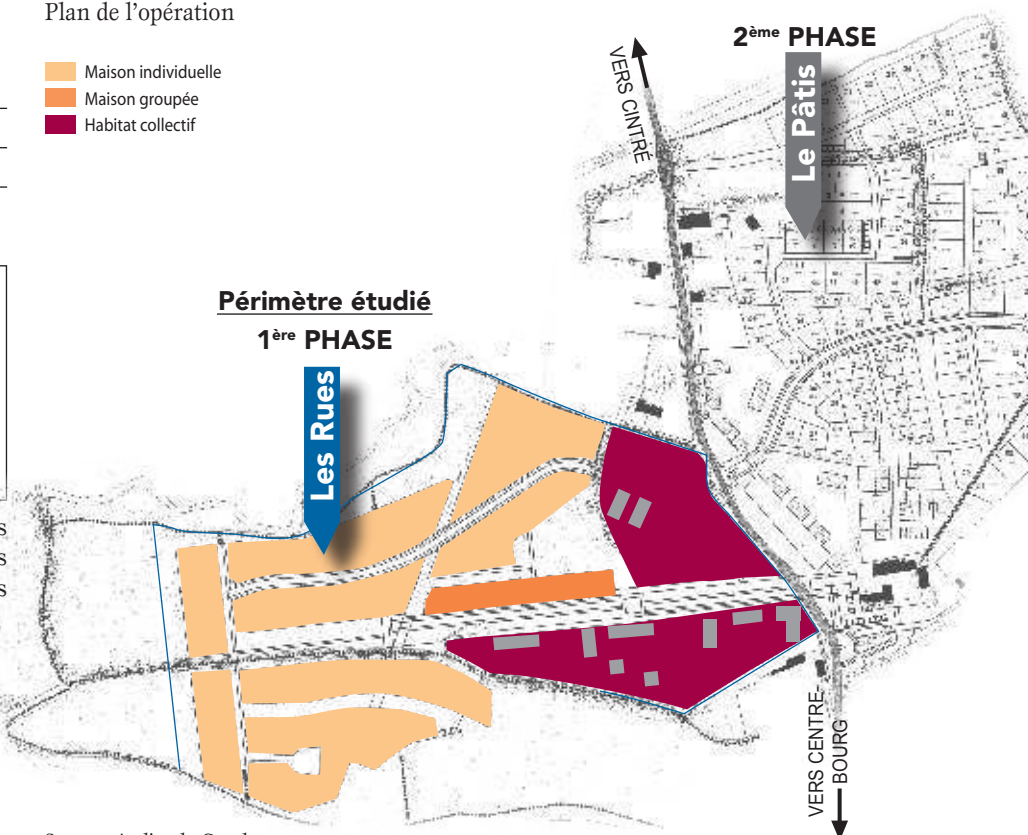 Plan de l'opération
Maison individuelle
Maison groupée
Habitat collectif
2ème PHASE
Le Pâtis
VERS CINTRÉ
Périmètre étudié
1ère PHASE
Les Rues
s
s
s
VERS CENTRE-
BOURG